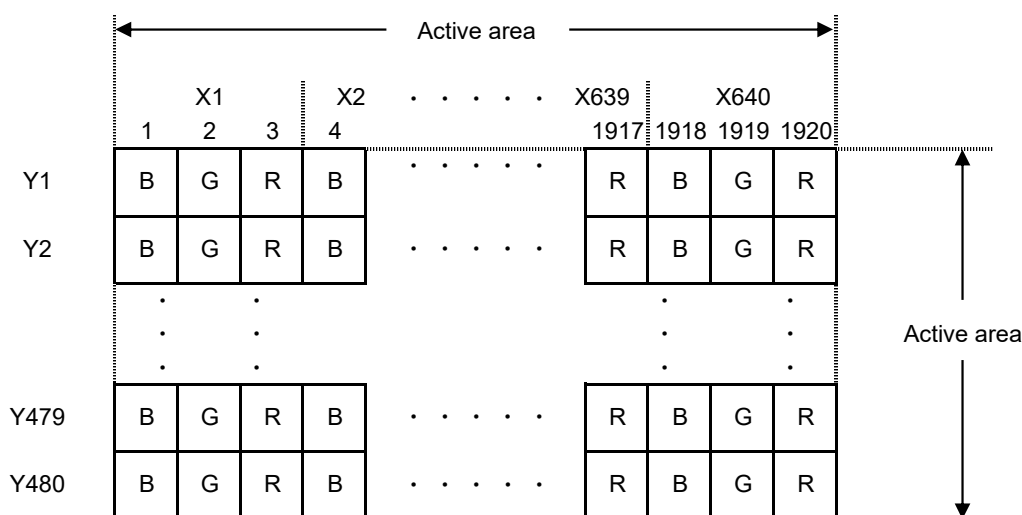 Active area
X1 X2 · · · · · X639 X640
1 2 3 4 1917 1918 1919 1920
Y1 B G R B · · · · · R B G R
Y2 B G R B · · · · · R B G R
· · · ·
· · · ·
Active area
· · · ·
Y479 B G R B · · · · · R B G R
Y480 B G R B · · · · · R B G R